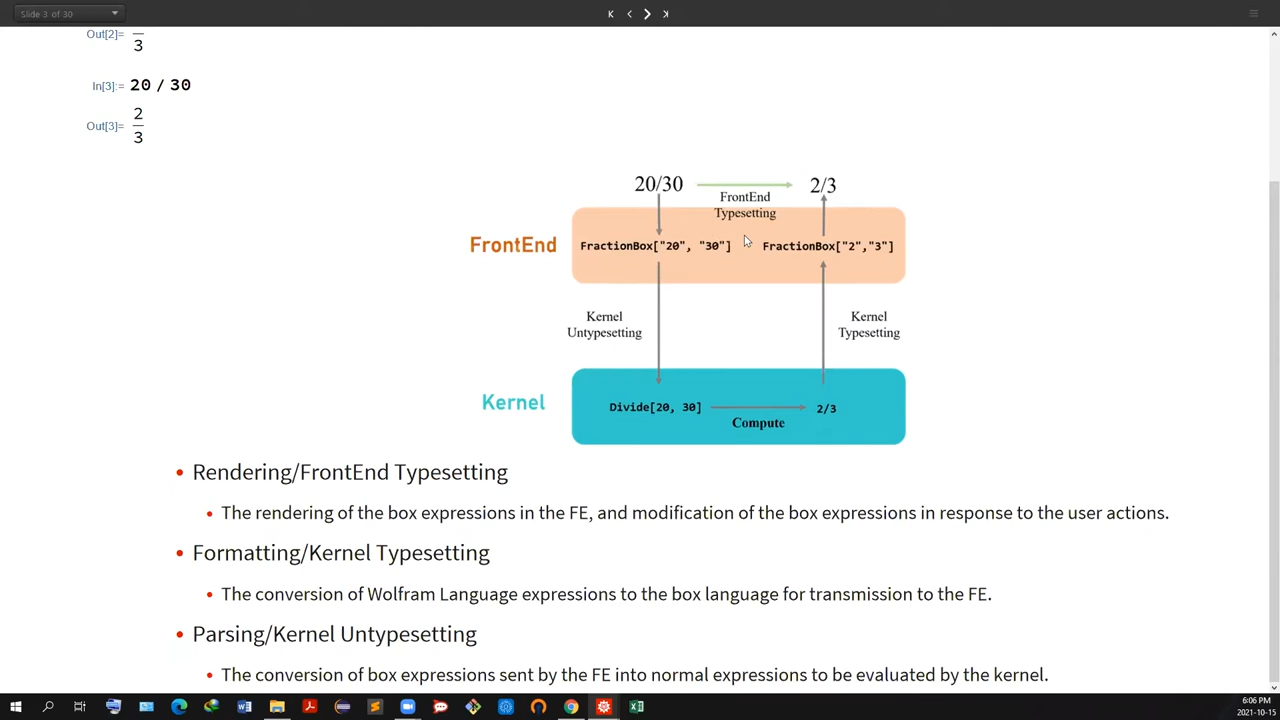 Slide 3 of 30
Out[2]=
3
In[3]:= 20 / 30
Out[3]= 2
3
20/30
2/3
FrontEnd
Typesetting
FrontEnd
FractionBox["20", "30"]
FractionBox["2","3"]
Kernel
Untypesetting
Kernel
Typesetting
Kernel
Divide[20, 30]
2/3
Compute
• Rendering/FrontEnd Typesetting
• The rendering of the box expressions in the FE, and modification of the box expressions in response to the user actions.
• Formatting/Kernel Typesetting
• The conversion of Wolfram Language expressions to the box language for transmission to the FE.
• Parsing/Kernel Untypesetting
• The conversion of box expressions sent by the FE into normal expressions to be evaluated by the kernel.
6:06 PM
2021-10-15